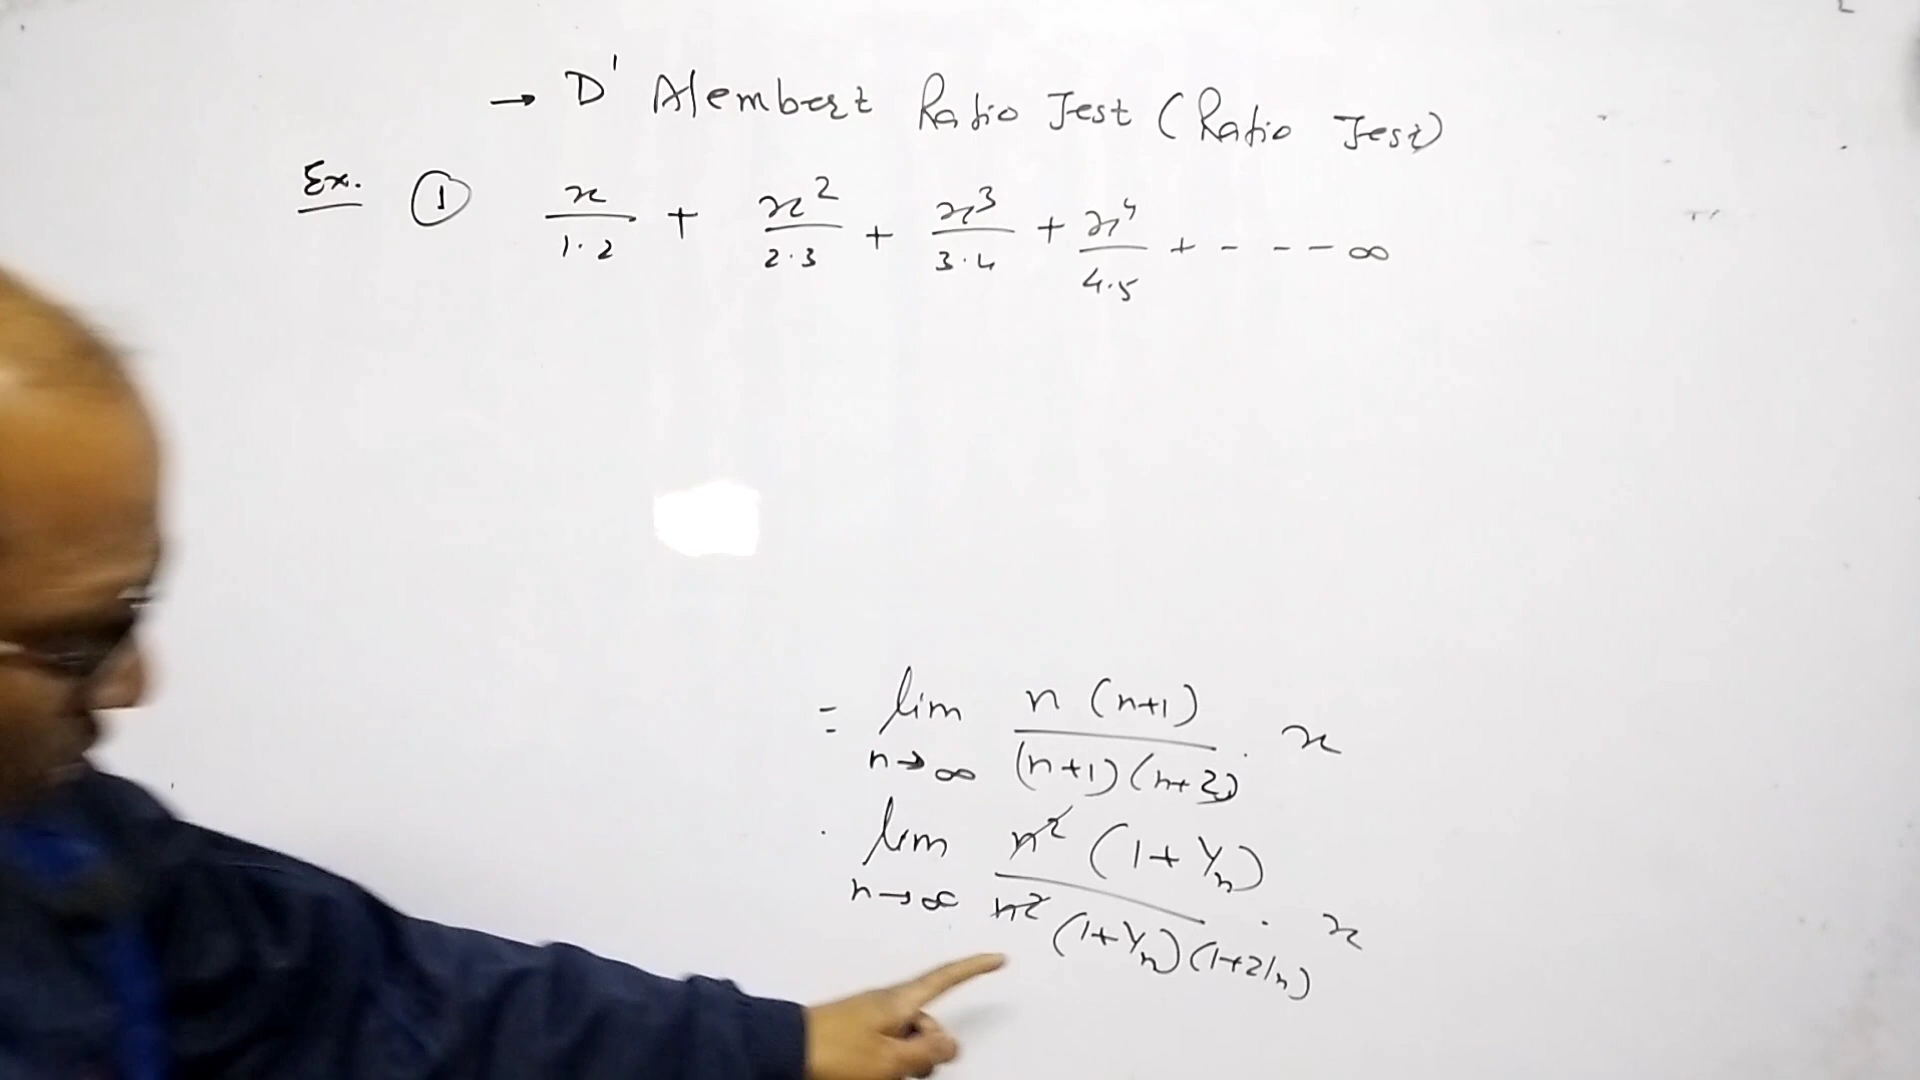 → D' Alembert Ratio Test (Ratio Test)
Ex. ① x/1·2 + x²/2·3 + x³/3·4 + x⁴/4·5 + - - - ∞
= lim n→∞ n (n+1)/(n+1)(n+2) · x
lim n→∞ n² (1+1/n)/n² (1+1/n)(1+2/n) · x